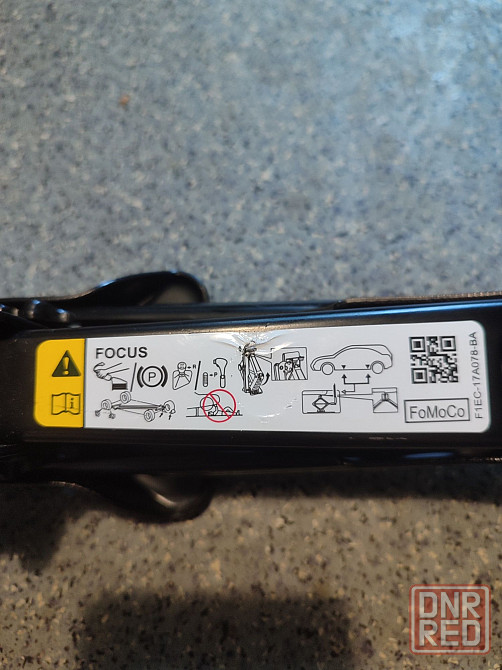 FOCUS
P
R
P
FoMoCo
F1EC-17A078-BA
DNR
RED